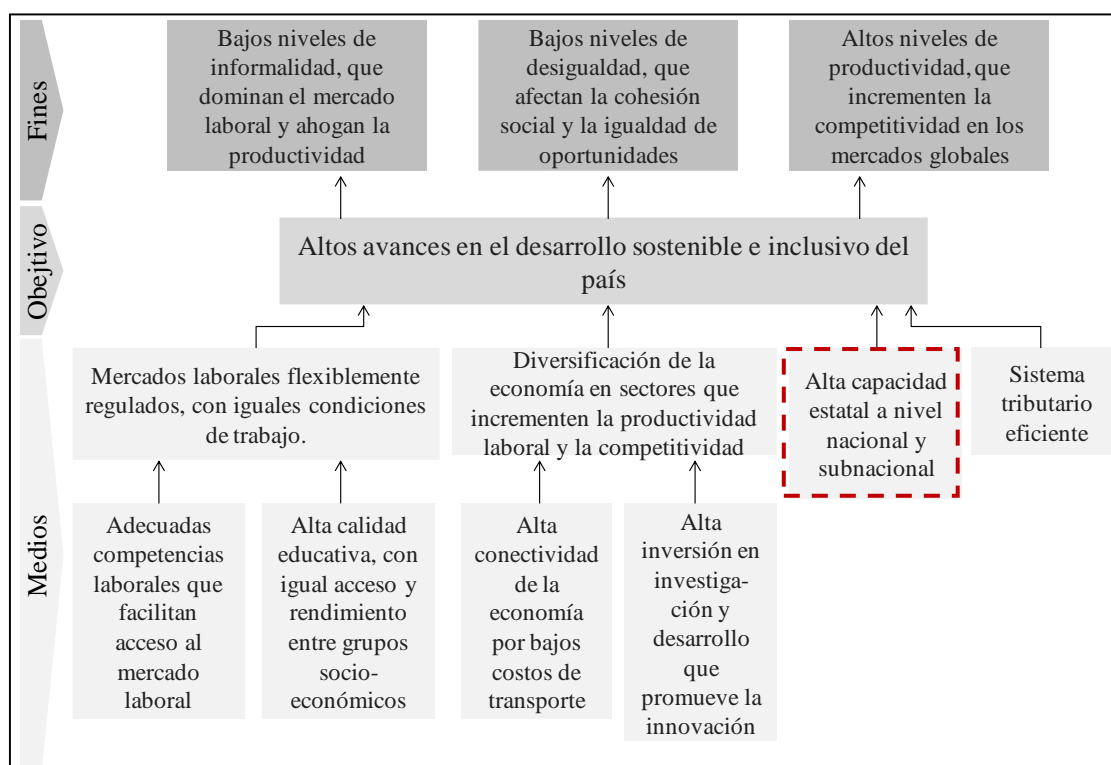 Fines
Bajos niveles de
informalidad, que
dominan el mercado
laboral y ahogan la
productividad
Bajos niveles de
desigualdad, que
afectan la cohesión
social y la igualdad de
oportunidades
Altos niveles de
productividad, que
incrementen la
competitividad en los
mercados globales
Obejtivo
Altos avances en el desarrollo sostenible e inclusivo del
país
Medios
Mercados laborales flexiblemente
regulados, con iguales condiciones
de trabajo.
Diversificación de la
economía en sectores que
incrementen la productividad
laboral y la competitividad
Alta capacidad
estatal a nivel
nacional y
subnacional
Sistema
tributario
eficiente
Adecuadas
competencias
laborales que
facilitan
acceso al
mercado
laboral
Alta calidad
educativa, con
igual acceso y
rendimiento
entre grupos
socio-
económicos
Alta
conectividad
de la
economía
por bajos
costos de
transporte
Alta
inversión en
investiga-
ción y
desarrollo
que
promueve la
innovación